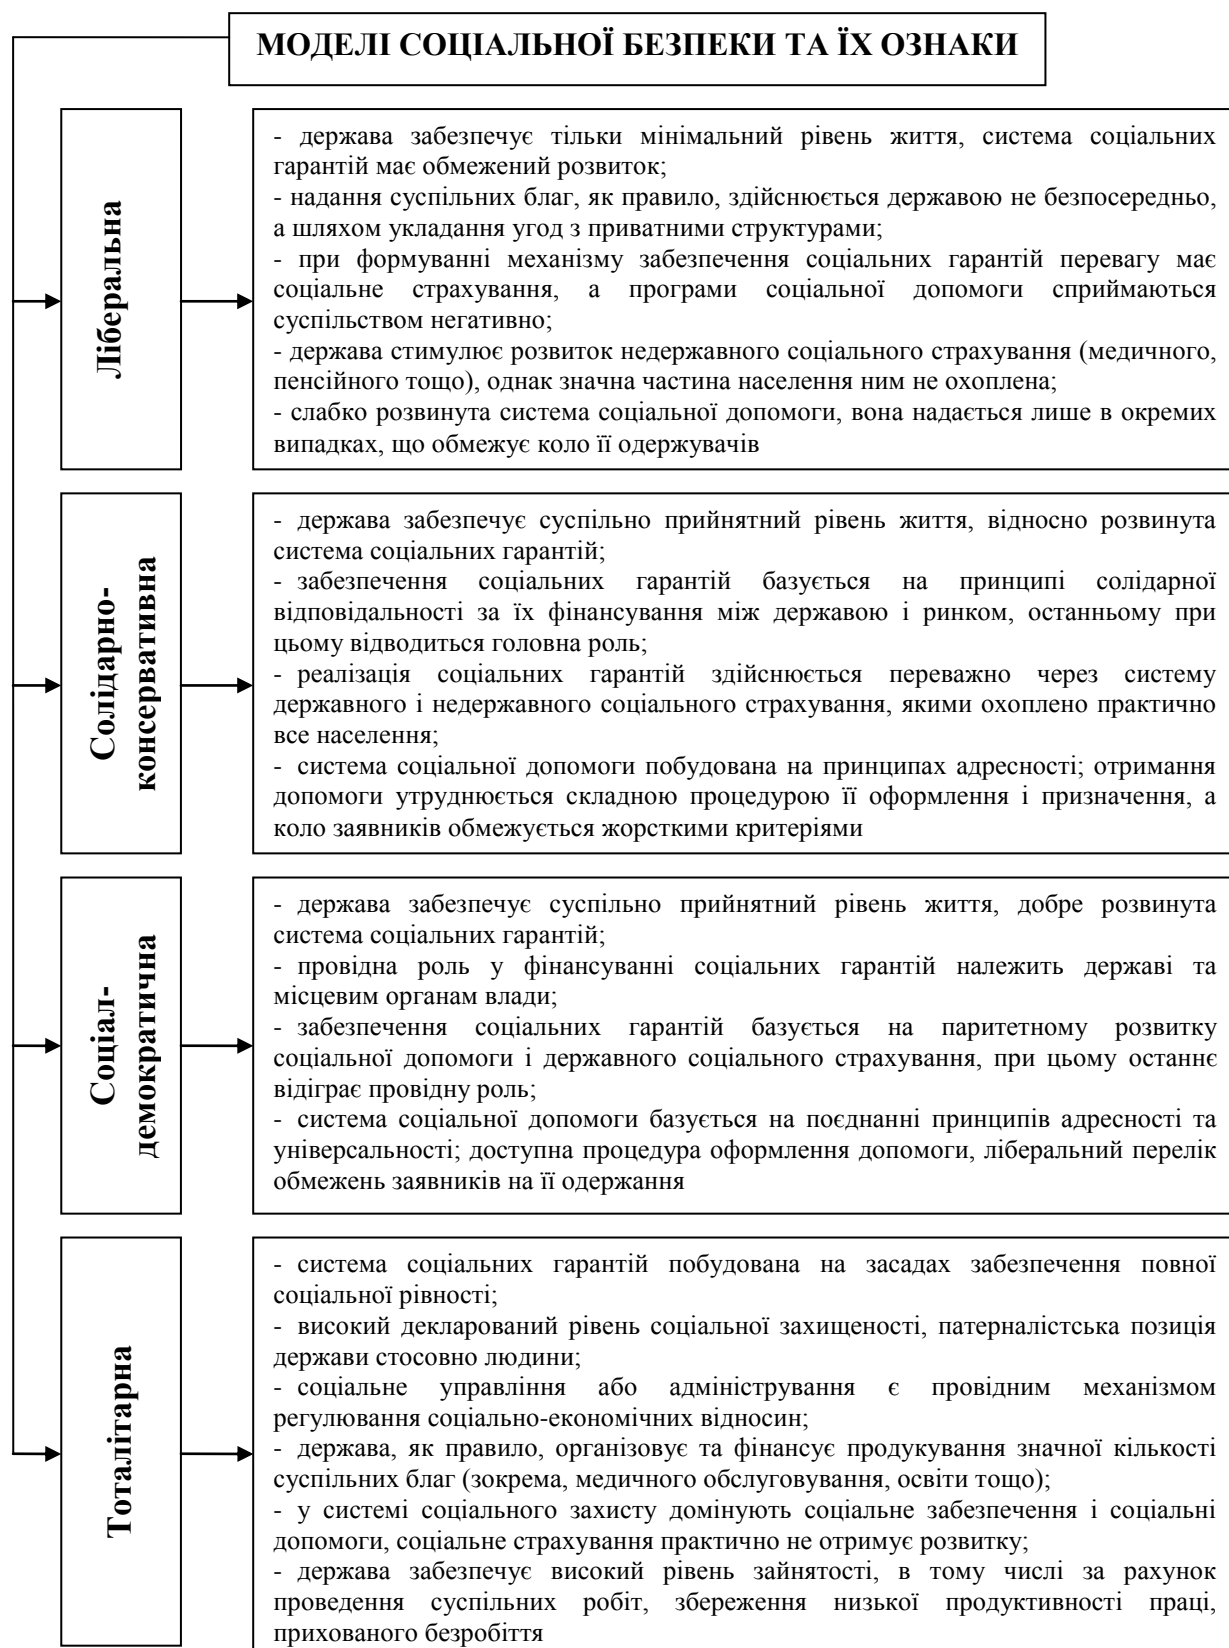 МОДЕЛІ СОЦІАЛЬНОЇ БЕЗПЕКИ ТА ЇХ ОЗНАКИ
Ліберальна
- держава забезпечує тільки мінімальний рівень життя, система соціальних
гарантій має обмежений розвиток;
- надання суспільних благ, як правило, здійснюється державою не безпосередньо,
а шляхом укладання угод з приватними структурами;
- при формуванні механізму забезпечення соціальних гарантій перевагу має
соціальне страхування, а програми соціальної допомоги сприймаються
суспільством негативно;
- держава стимулює розвиток недержавного соціального страхування (медичного,
пенсійного тощо), однак значна частина населення ним не охоплена;
- слабко розвинута система соціальної допомоги, вона надається лише в окремих
випадках, що обмежує коло її одержувачів
Солідарно-
консервативна
- держава забезпечує суспільно прийнятний рівень життя, відносно розвинута
система соціальних гарантій;
- забезпечення соціальних гарантій базується на принципі солідарної
відповідальності за їх фінансування між державою і ринком, останньому при
цьому відводиться головна роль;
- реалізація соціальних гарантій здійснюється переважно через систему
державного і недержавного соціального страхування, якими охоплено практично
все населення;
- система соціальної допомоги побудована на принципах адресності; отримання
допомоги утруднюється складною процедурою її оформлення і призначення, а
коло заявників обмежується жорсткими критеріями
Соціал-
демократична
- держава забезпечує суспільно прийнятний рівень життя, добре розвинута
система соціальних гарантій;
- провідна роль у фінансуванні соціальних гарантій належить державі та
місцевим органам влади;
- забезпечення соціальних гарантій базується на паритетному розвитку
соціальної допомоги і державного соціального страхування, при цьому останнє
відіграє провідну роль;
- система соціальної допомоги базується на поєднанні принципів адресності та
універсальності; доступна процедура оформлення допомоги, ліберальний перелік
обмежень заявників на її одержання
Тоталітарна
- система соціальних гарантій побудована на засадах забезпечення повної
соціальної рівності;
- високий декларований рівень соціальної захищеності, патерналістська позиція
держави стосовно людини;
- соціальне управління або адміністрування є провідним механізмом
регулювання соціально-економічних відносин;
- держава, як правило, організовує та фінансує продукування значної кількості
суспільних благ (зокрема, медичного обслуговування, освіти тощо);
- у системі соціального захисту домінують соціальне забезпечення і соціальні
допомоги, соціальне страхування практично не отримує розвитку;
- держава забезпечує високий рівень зайнятості, в тому числі за рахунок
проведення суспільних робіт, збереження низької продуктивності праці,
прихованого безробіття